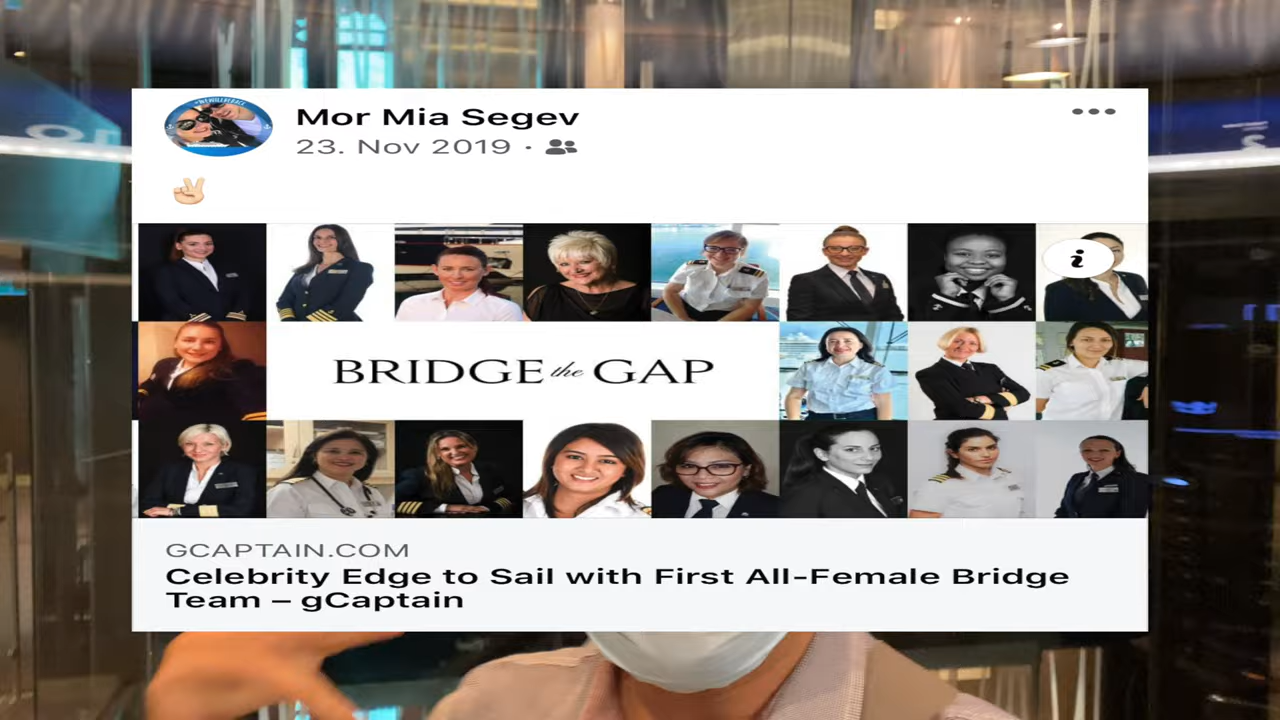 Mor Mia Segev
23. Nov 2019 ·
✌🏻
i
BRIDGE the GAP
GCAPTAIN.COM
Celebrity Edge to Sail with First All-Female Bridge
Team – gCaptain